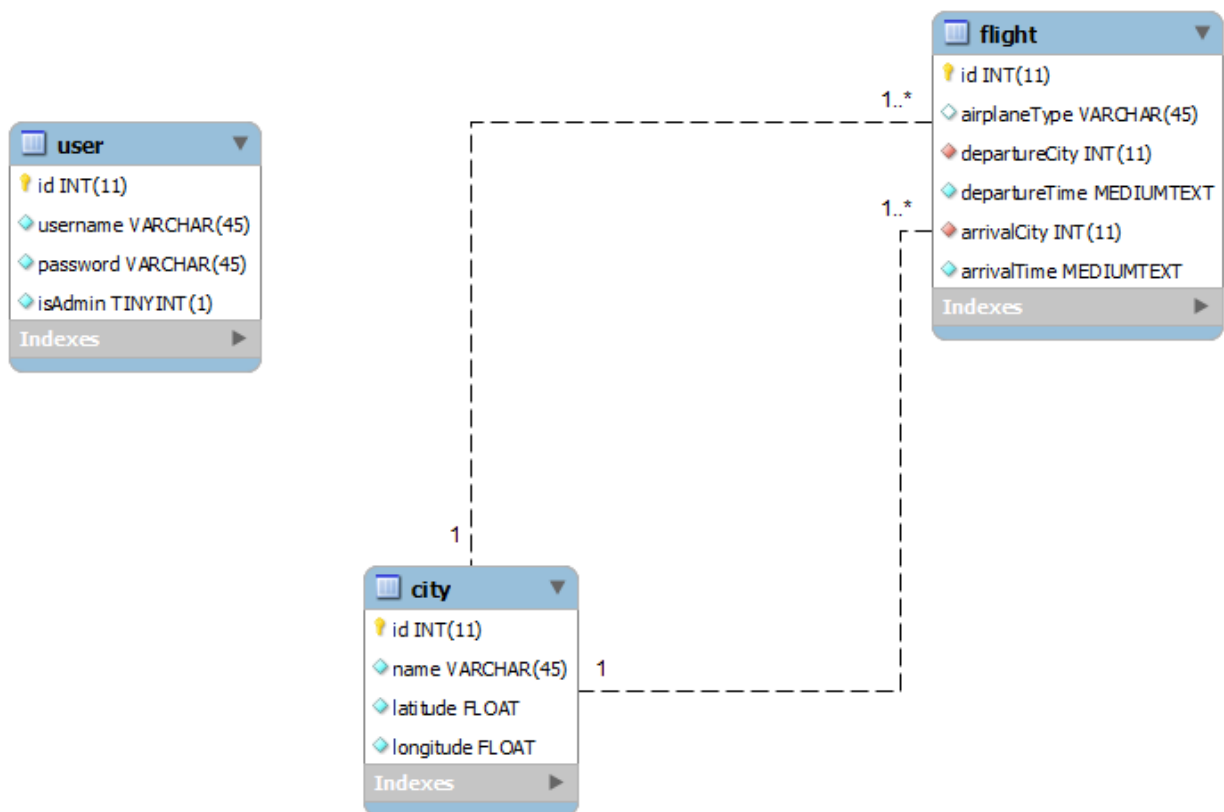 user
id INT(11)
username VARCHAR(45)
password VARCHAR(45)
isAdmin TINYINT(1)
Indexes
flight
id INT(11)
airplaneType VARCHAR(45)
departureCity INT(11)
departureTime MEDIUMTEXT
arrivalCity INT(11)
arrivalTime MEDIUMTEXT
Indexes
1..*
1..*
1
1
city
id INT(11)
name VARCHAR(45)
latitude FLOAT
longitude FLOAT
Indexes